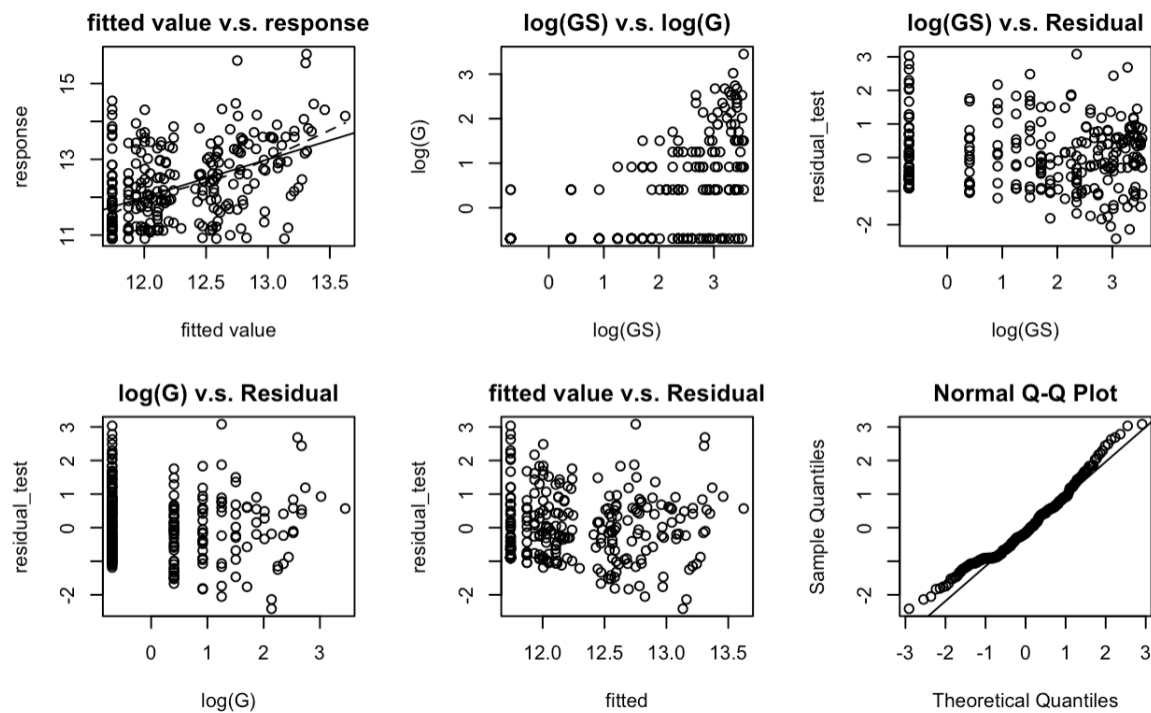 fitted value v.s. response
response
15
13
11
12.0 12.5 13.0 13.5
fitted value
log(GS) v.s. log(G)
log(G)
3
2
1
0
0 1 2 3
log(GS)
log(GS) v.s. Residual
residual_test
3
2
1
0
-2
0 1 2 3
log(GS)
log(G) v.s. Residual
residual_test
3
2
1
0
-2
0 1 2 3
log(G)
fitted value v.s. Residual
residual_test
3
2
1
0
-2
12.0 12.5 13.0 13.5
fitted
Normal Q-Q Plot
Sample Quantiles
3
2
1
0
-2
-3 -2 -1 0 1 2 3
Theoretical Quantiles